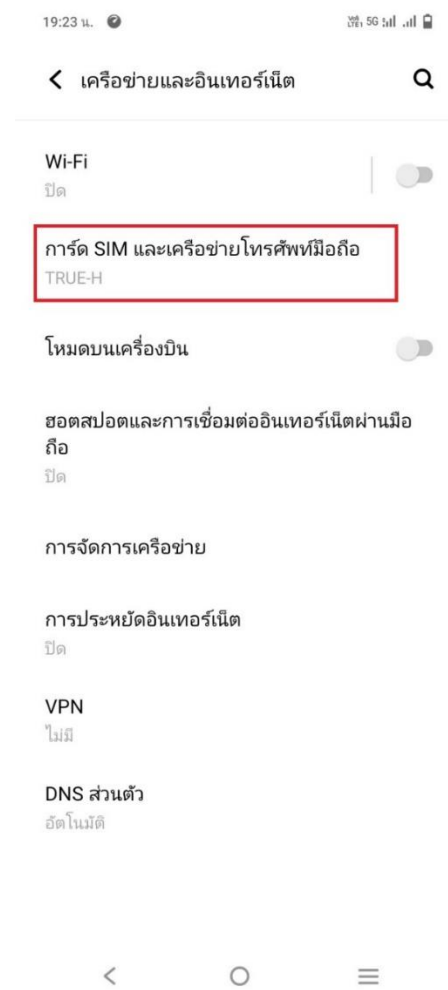 19:23 น.
5G
เครือข่ายและอินเทอร์เน็ต
Wi-Fi
ปิด
การ์ด SIM และเครือข่ายโทรศัพท์มือถือ
TRUE-H
โหมดบนเครื่องบิน
ฮอตสปอตและการเชื่อมต่ออินเทอร์เน็ตผ่านมือ
ถือ
ปิด
การจัดการเครือข่าย
การประหยัดอินเทอร์เน็ต
ปิด
VPN
ไม่มี
DNS ส่วนตัว
อัตโนมัติ